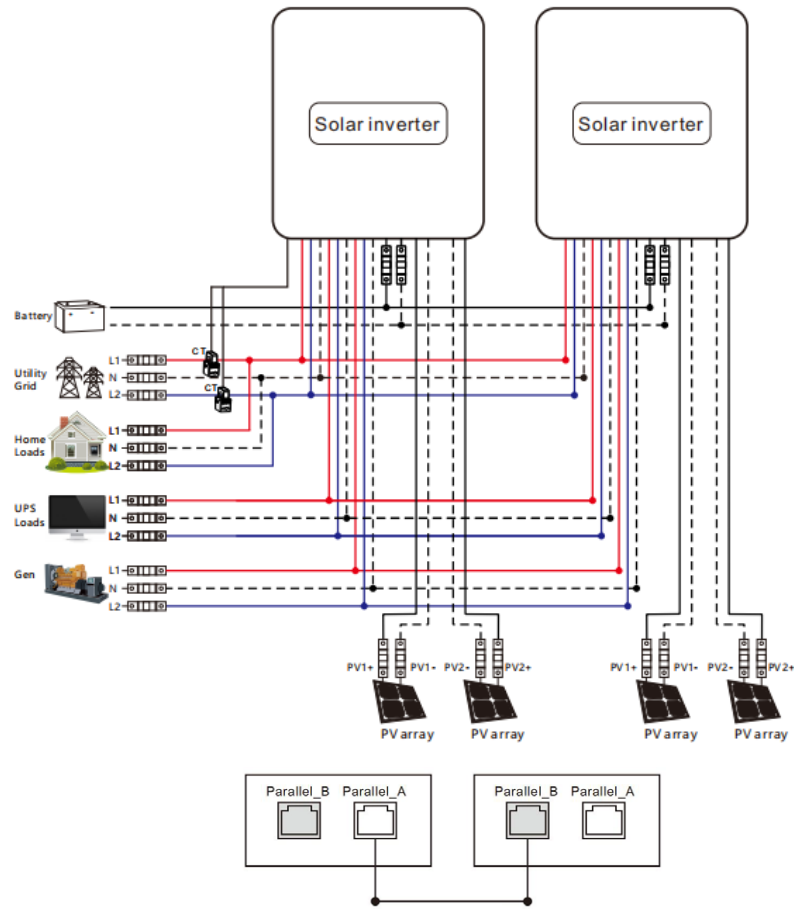 Solar inverter
Solar inverter
Battery
CT
Utility
Grid
L1
N
L2
CT
Home
Loads
L1
N
L2
UPS
Loads
L1
N
L2
Gen
L1
N
L2
PV1+
PV1-
PV2-
PV2+
PV1+
PV1-
PV2-
PV2+
PV array
PV array
PV array
PV array
Parallel_B
Parallel_A
Parallel_B
Parallel_A